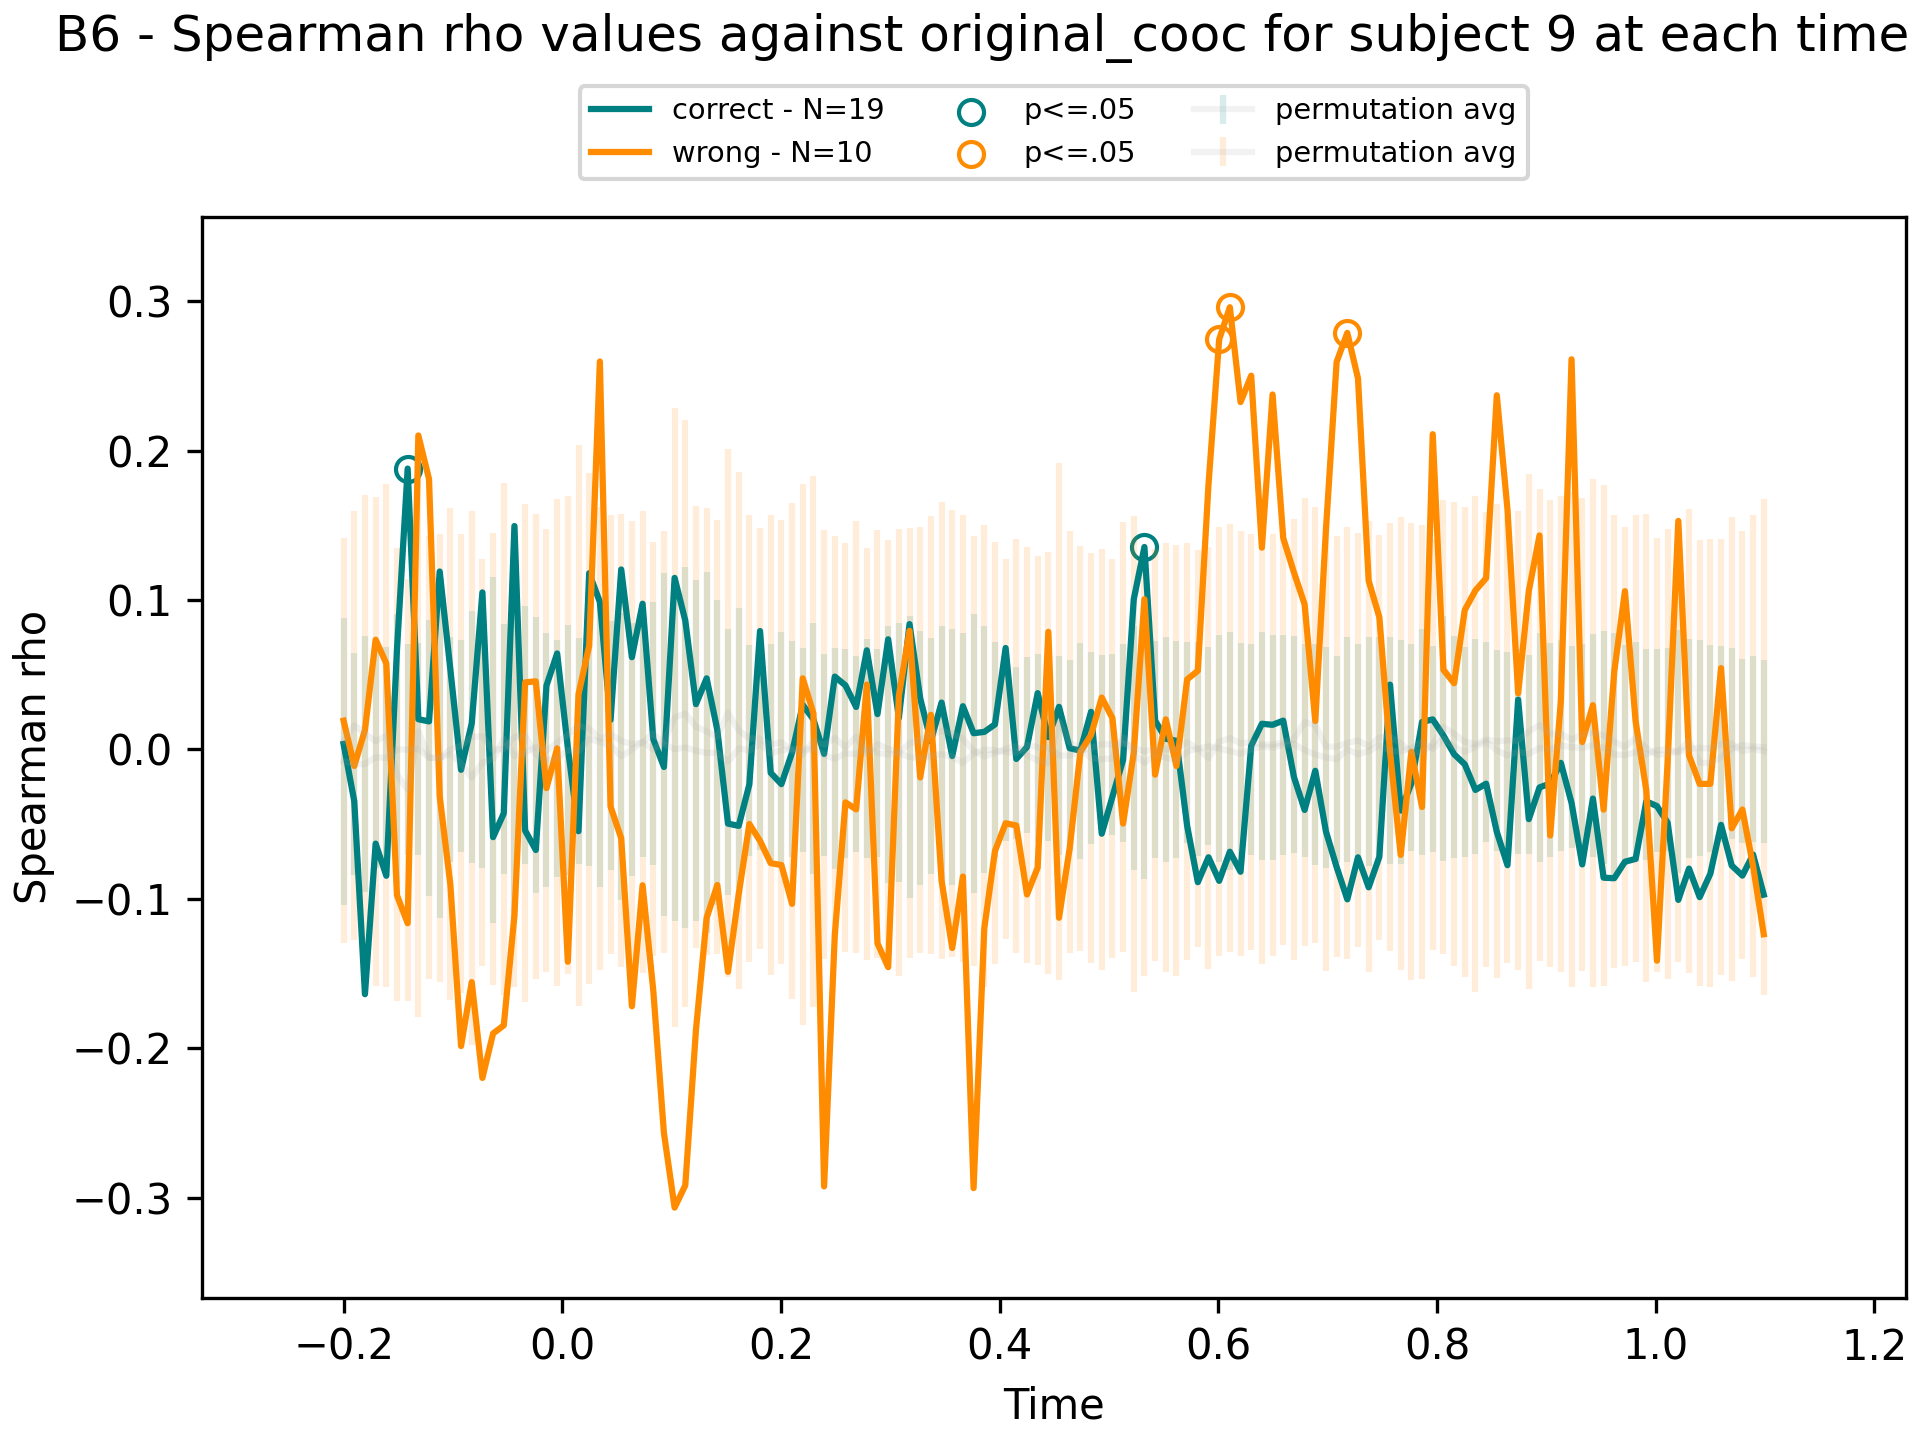 B6 - Spearman rho values against original_cooc for subject 9 at each time
correct - N=19
p<=.05
permutation avg
wrong - N=10
p<=.05
permutation avg
0.3
0.2
0.1
0.0
−0.1
−0.2
−0.3
Spearman rho
−0.2
0.0
0.2
0.4
0.6
0.8
1.0
1.2
Time